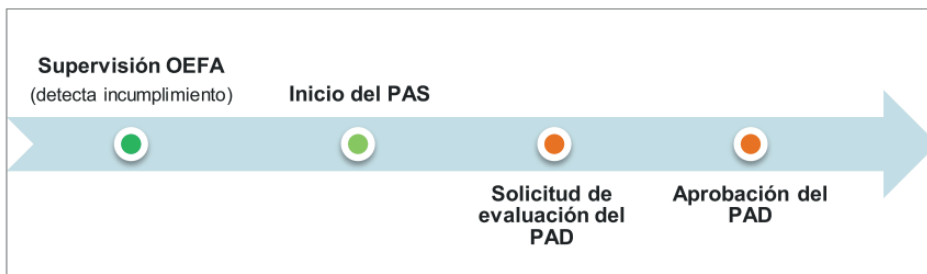 Supervisión OEFA
(detecta incumplimiento)
Inicio del PAS
Solicitud de
evaluación del
PAD
Aprobación del
PAD